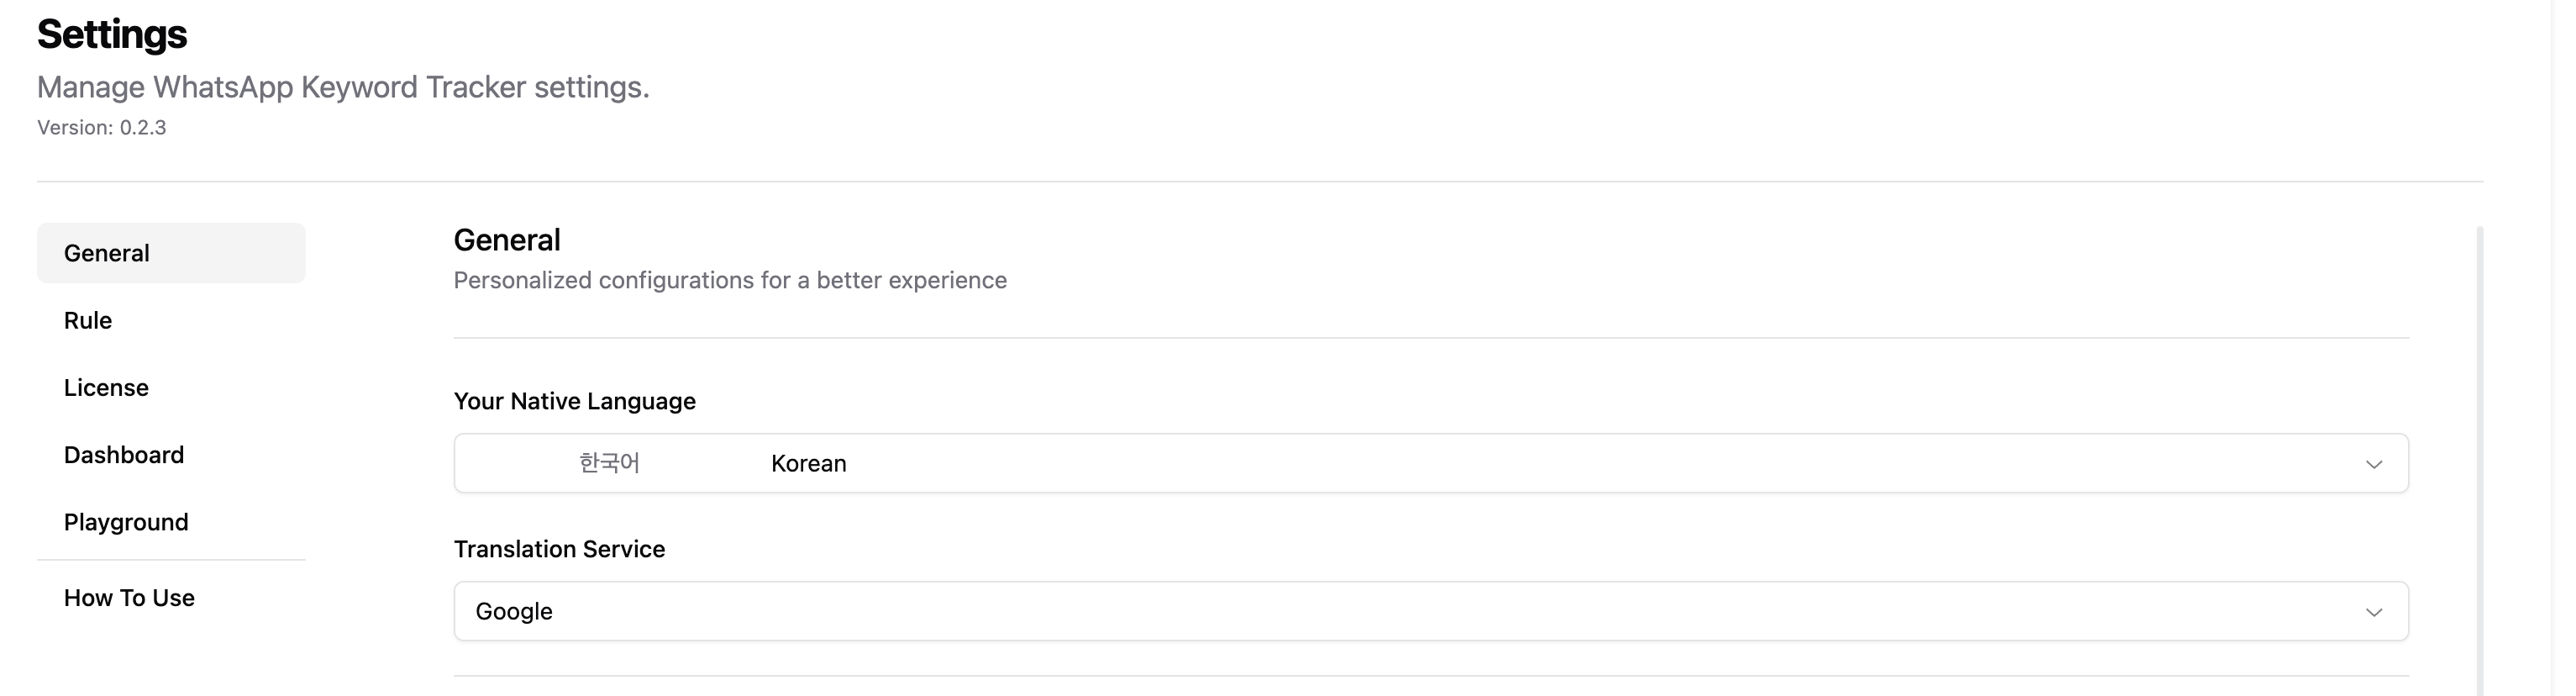 Settings
Manage WhatsApp Keyword Tracker settings.
Version: 0.2.3
General
Rule
License
Dashboard
Playground
How To Use
General
Personalized configurations for a better experience
Your Native Language
한국어 Korean
Translation Service
Google